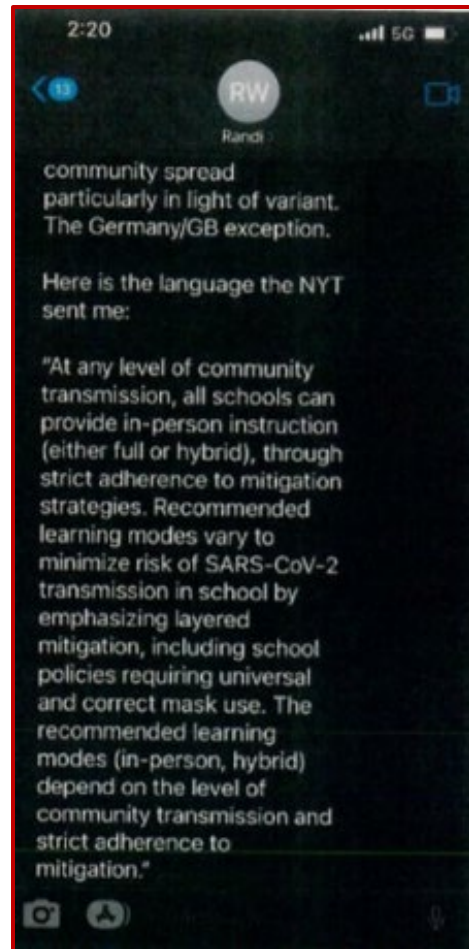 2:20
5G
13
RW
Randi
community spread
particularly in light of variant.
The Germany/GB exception.
Here is the language the NYT
sent me:
"At any level of community
transmission, all schools can
provide in-person instruction
(either full or hybrid), through
strict adherence to mitigation
strategies. Recommended
learning modes vary to
minimize risk of SARS-CoV-2
transmission in school by
emphasizing layered
mitigation, including school
policies requiring universal
and correct mask use. The
recommended learning
modes (in-person, hybrid)
depend on the level of
community transmission and
strict adherence to
mitigation."